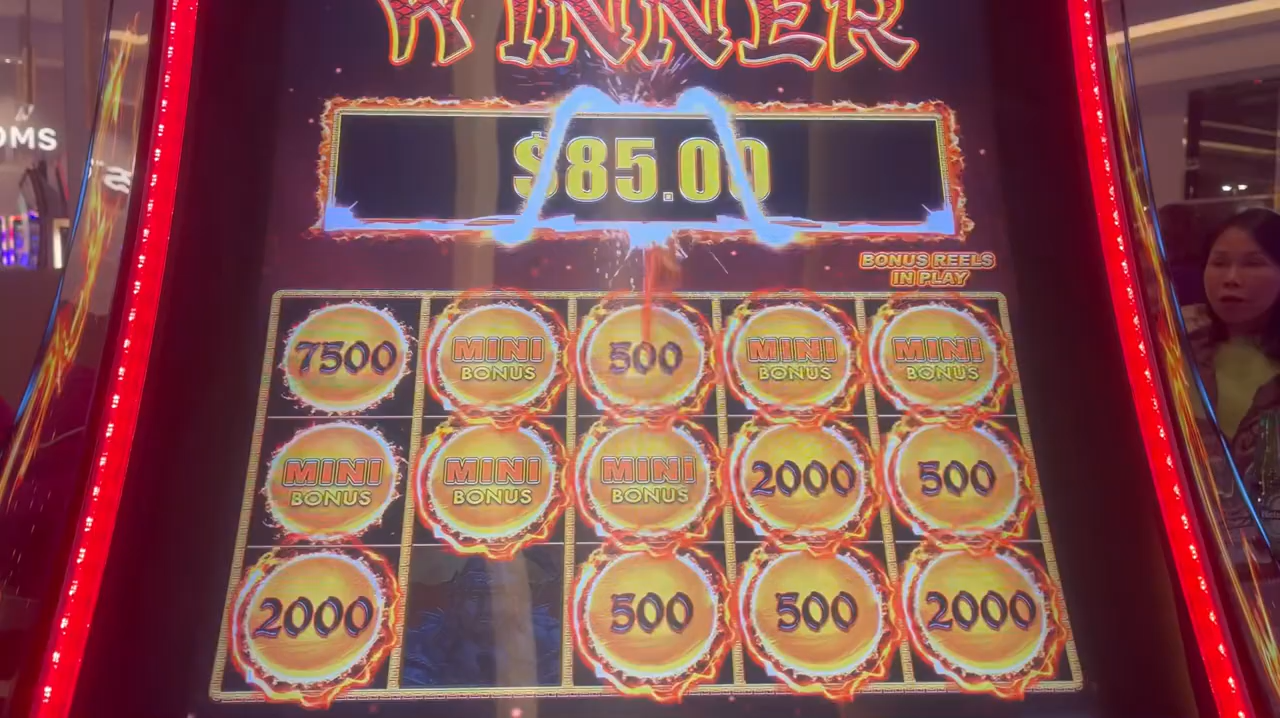 WINNER
OMS
$85.00
BONUS REELS
IN PLAY
7500 MINI BONUS 500 MINI BONUS MINI BONUS
MINI BONUS MINI BONUS MINI BONUS 2000 500
2000 500 500 2000